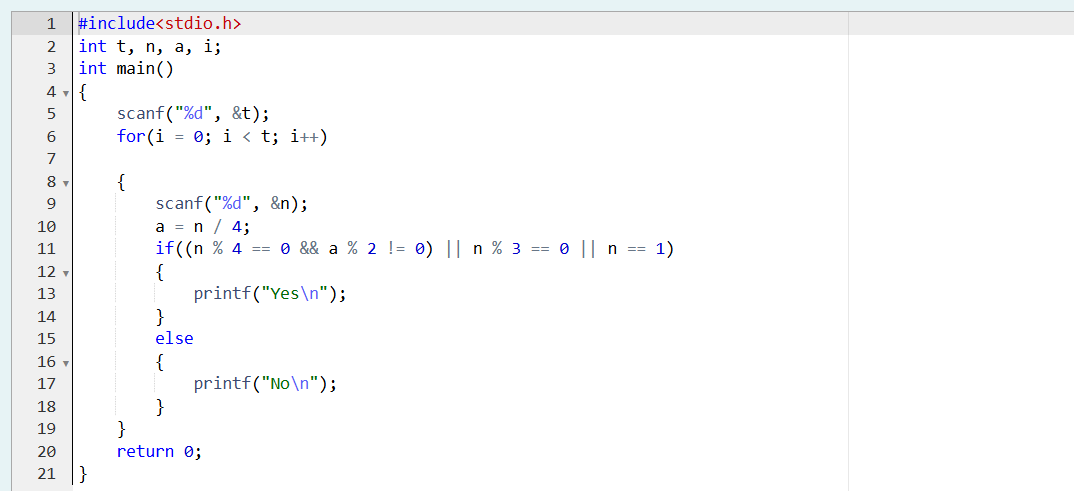 1 #include<stdio.h>
2 int t, n, a, i;
3 int main()
4 {
5     scanf("%d", &t);
6     for(i = 0; i < t; i++)
7
8     {
9         scanf("%d", &n);
10         a = n / 4;
11         if((n % 4 == 0 && a % 2 != 0) || n % 3 == 0 || n == 1)
12         {
13             printf("Yes\n");
14         }
15         else
16         {
17             printf("No\n");
18         }
19     }
20     return 0;
21 }